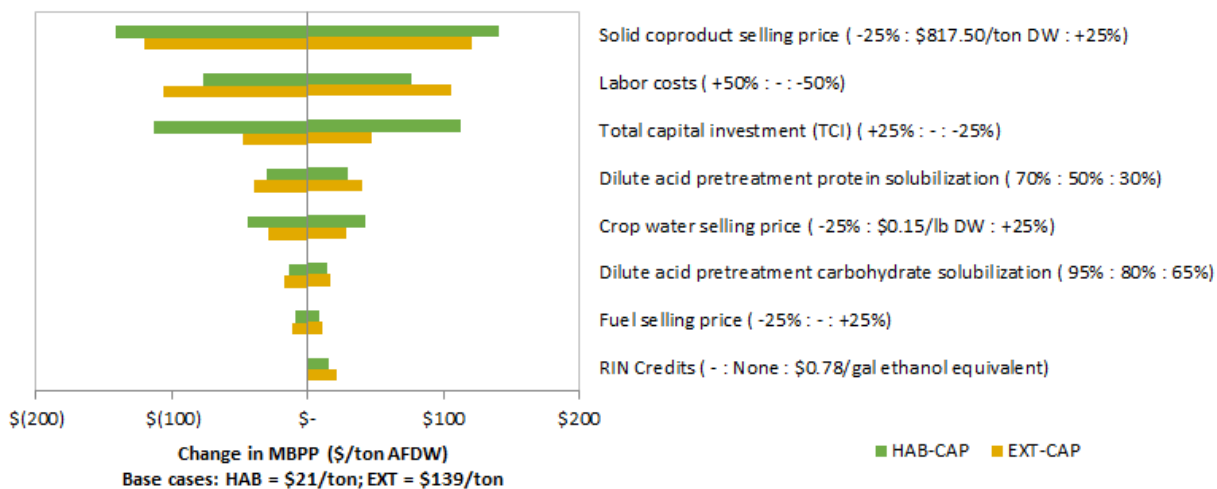 Solid coproduct selling price ( -25% : $817.50/ton DW : +25%)
Labor costs ( +50% : - : -50%)
Total capital investment (TCI) ( +25% : - : -25%)
Dilute acid pretreatment protein solubilization ( 70% : 50% : 30%)
Crop water selling price ( -25% : $0.15/lb DW : +25%)
Dilute acid pretreatment carbohydrate solubilization ( 95% : 80% : 65%)
Fuel selling price ( -25% : - : +25%)
RIN Credits ( - : None : $0.78/gal ethanol equivalent)
$(200) $(100) $- $100 $200
Change in MBPP ($/ton AFDW)
Base cases: HAB = $21/ton; EXT = $139/ton
HAB-CAP EXT-CAP